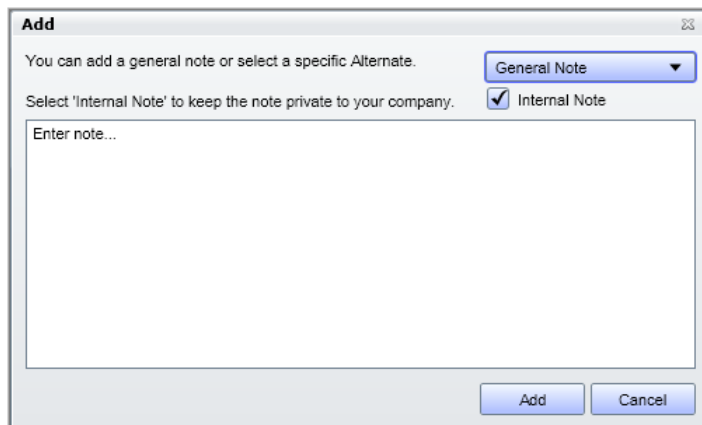 Add
You can add a general note or select a specific Alternate.
General Note
Select 'Internal Note' to keep the note private to your company.
Internal Note
Enter note...
Add
Cancel